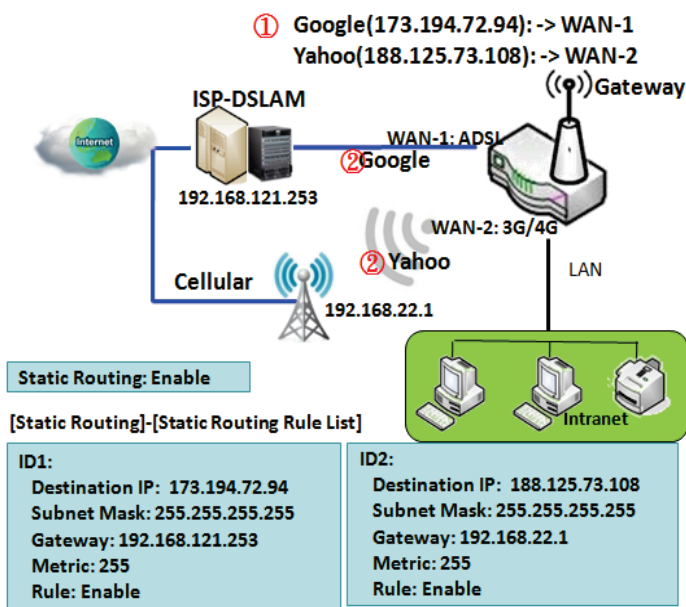 ① Google(173.194.72.94): -> WAN-1
Yahoo(188.125.73.108): -> WAN-2
Gateway
ISP-DSLAM
Internet
WAN-1: ADSL
②Google
192.168.121.253
WAN-2: 3G/4G
② Yahoo
LAN
Cellular
192.168.22.1
Static Routing: Enable
Intranet
[Static Routing]-[Static Routing Rule List]
ID1:
Destination IP: 173.194.72.94
Subnet Mask: 255.255.255.255
Gateway: 192.168.121.253
Metric: 255
Rule: Enable
ID2:
Destination IP: 188.125.73.108
Subnet Mask: 255.255.255.255
Gateway: 192.168.22.1
Metric: 255
Rule: Enable